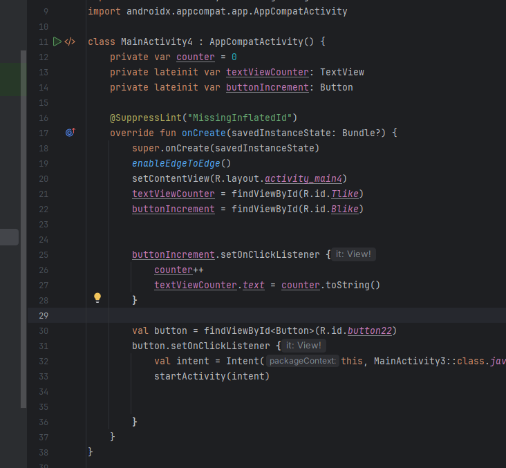 9 import androidx.appcompat.app.AppCompatActivity
10
11 </> class MainActivity4 : AppCompatActivity() {
12 private var counter = 0
13 private lateinit var textViewCounter: TextView
14 private lateinit var buttonIncrement: Button
15
16 @SuppressLint("MissingInflatedId")
17 override fun onCreate(savedInstanceState: Bundle?) {
18 super.onCreate(savedInstanceState)
19 enableEdgeToEdge()
20 setContentView(R.layout.activity_main4)
21 textViewCounter = findViewById(R.id.Tlike)
22 buttonIncrement = findViewById(R.id.Blike)
23
24
25 buttonIncrement.setOnClickListener { it: View!
26 counter++
27 textViewCounter.text = counter.toString()
28 }
29
30 val button = findViewById<Button>(R.id.button22)
31 button.setOnClickListener { it: View!
32 val intent = Intent( packageContext: this, MainActivity3::class.jav
33 startActivity(intent)
34
35
36 }
37 }
38 }